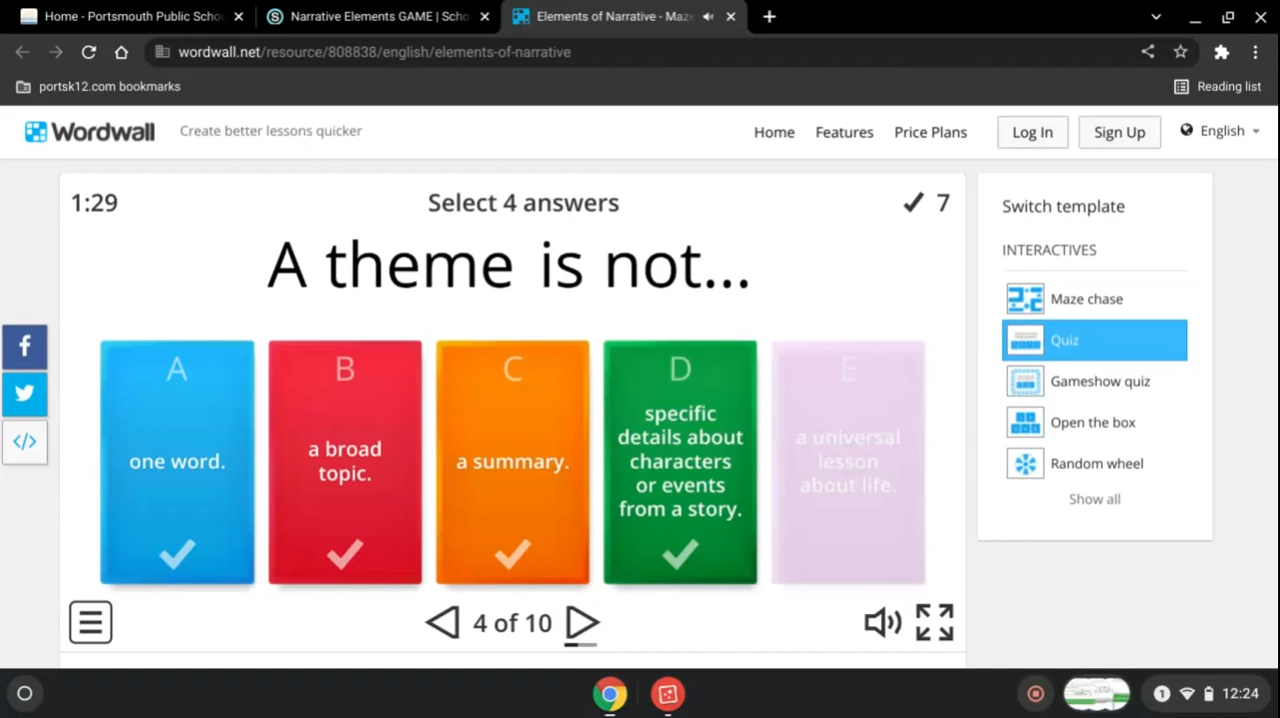 Home - Portsmouth Public Schoo
Narrative Elements GAME | Scho
Elements of Narrative - Maze
wordwall.net/resource/808838/english/elements-of-narrative
portsk12.com bookmarks
Reading list
Wordwall
Create better lessons quicker
Home
Features
Price Plans
Log In
Sign Up
English
1:29
Select 4 answers
7
A theme is not...
A
one word.
B
a broad
topic.
C
a summary.
D
specific
details about
characters
or events
from a story.
E
a universal
lesson
about life.
4 of 10
Switch template
INTERACTIVES
Maze chase
Quiz
Gameshow quiz
Open the box
Random wheel
Show all
1
12:24